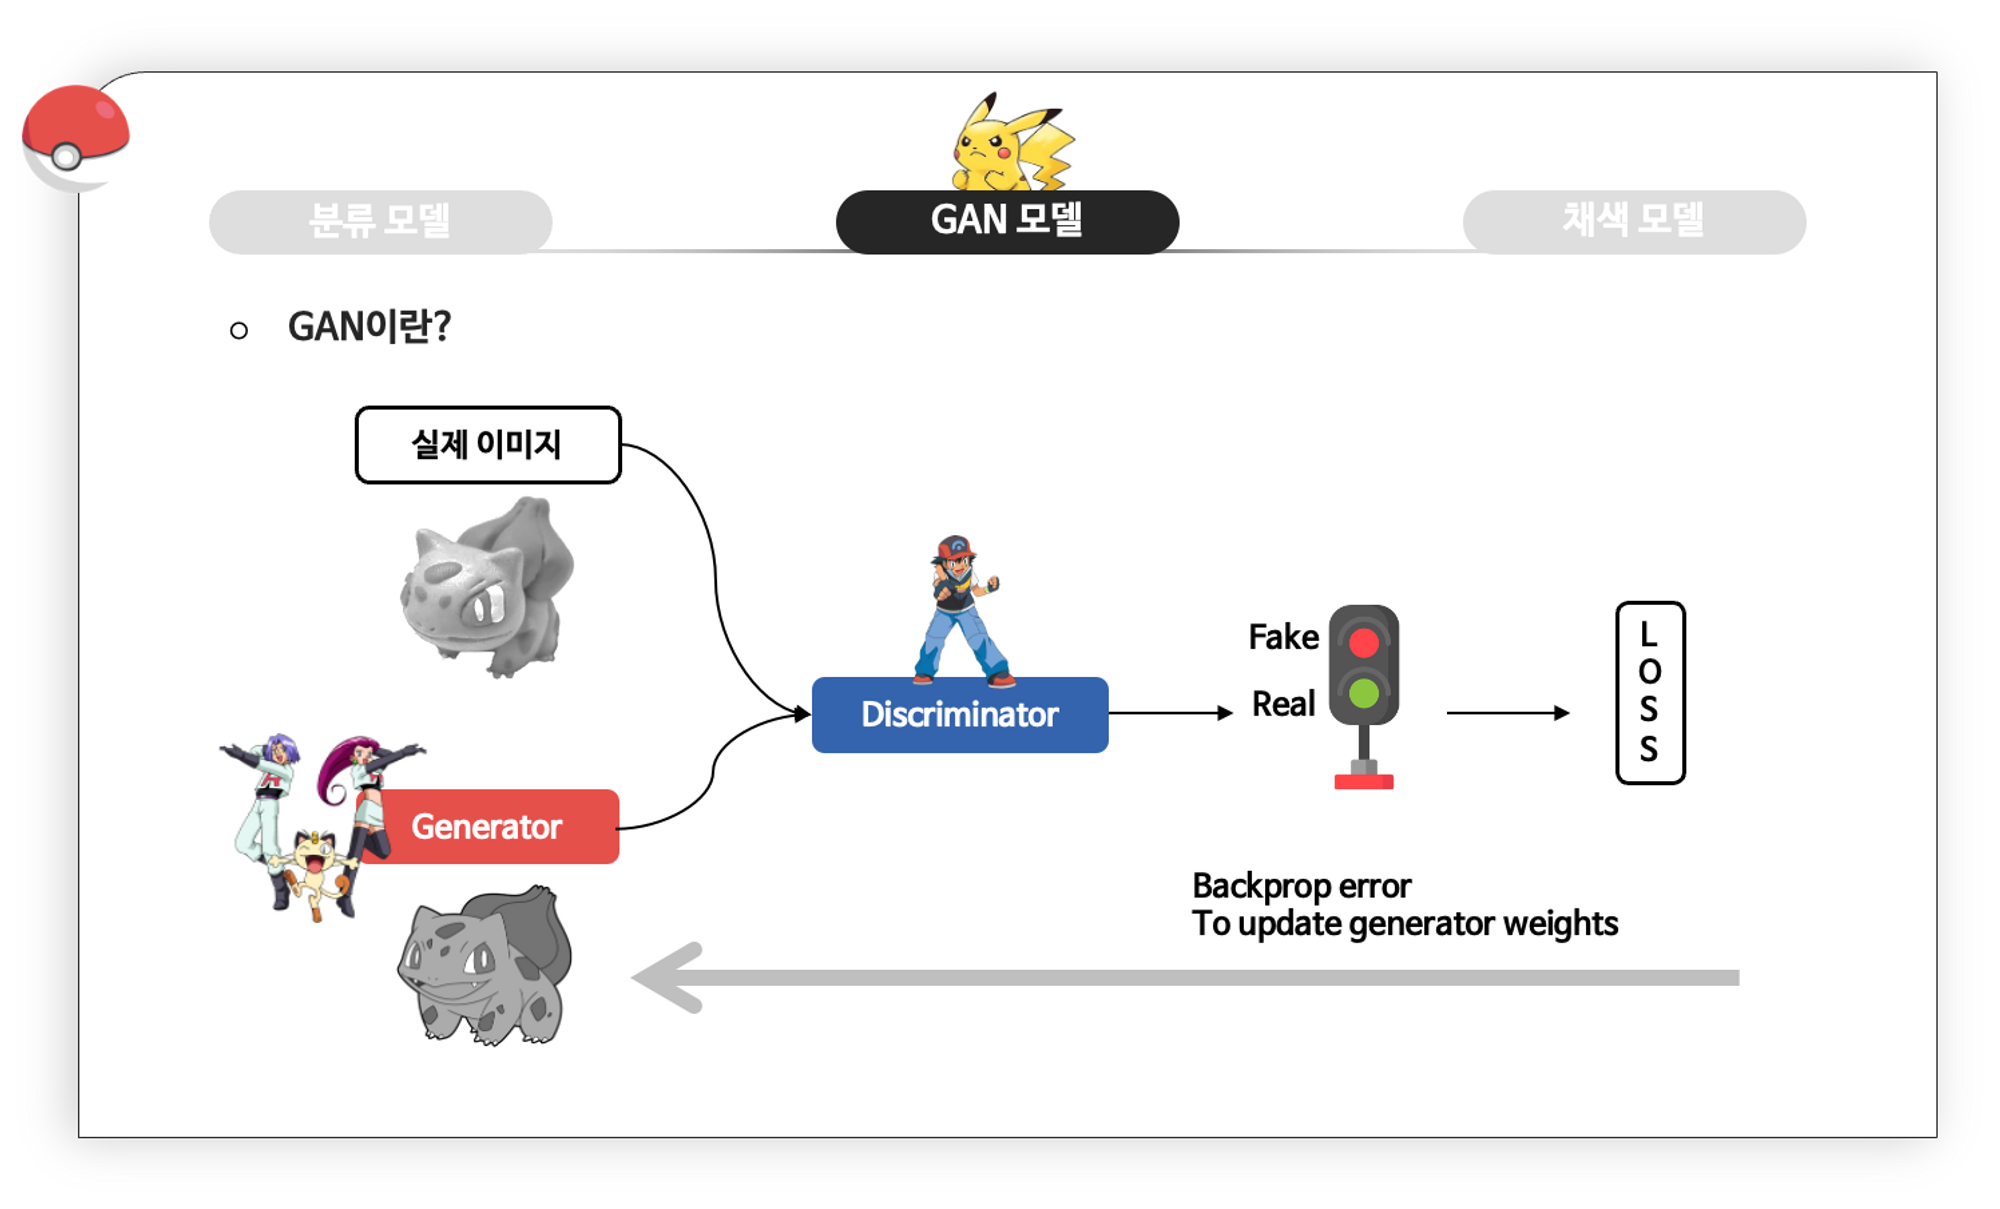 분류 모델
GAN 모델
채색 모델
GAN이란?
실제 이미지
Discriminator
Fake
Real
L
O
S
S
Generator
Backprop error
To update generator weights